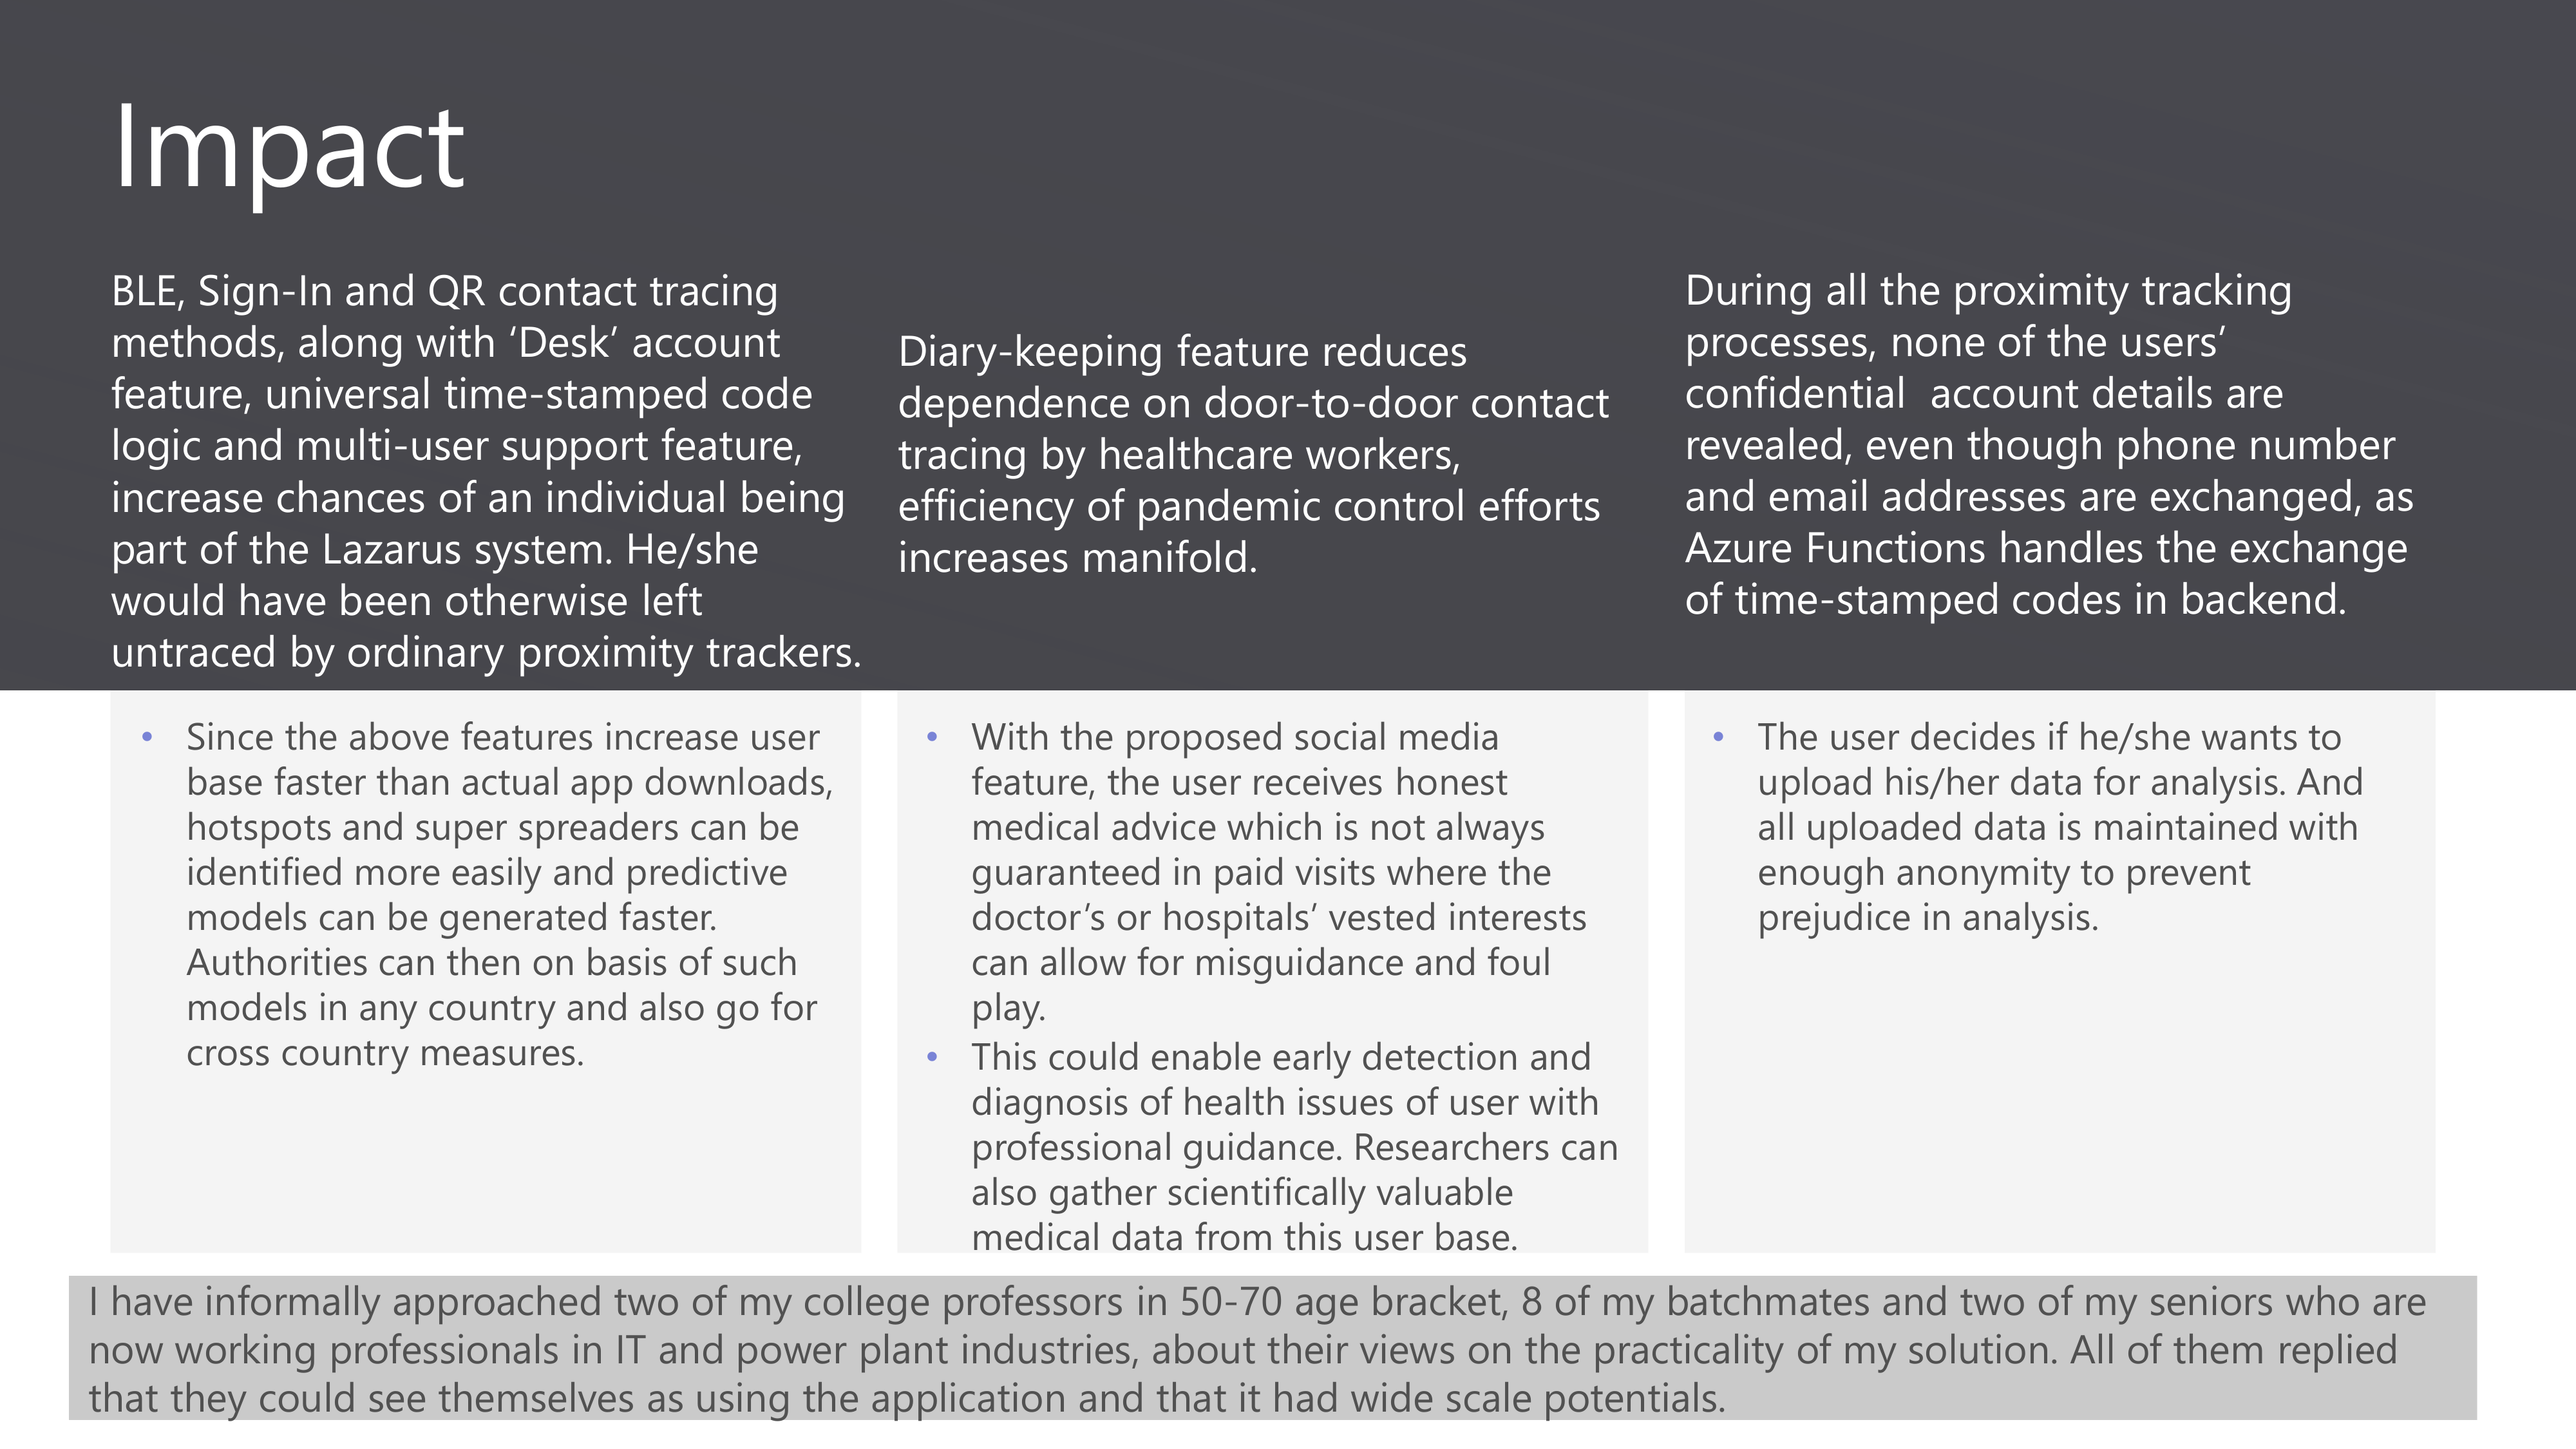 Impact
BLE, Sign-In and QR contact tracing
methods, along with ‘Desk’ account
feature, universal time-stamped code
logic and multi-user support feature,
increase chances of an individual being
part of the Lazarus system. He/she
would have been otherwise left
untraced by ordinary proximity trackers.
• Since the above features increase user
base faster than actual app downloads,
hotspots and super spreaders can be
identified more easily and predictive
models can be generated faster.
Authorities can then on basis of such
models in any country and also go for
cross country measures.
Diary-keeping feature reduces
dependence on door-to-door contact
tracing by healthcare workers,
efficiency of pandemic control efforts
increases manifold.
• With the proposed social media
feature, the user receives honest
medical advice which is not always
guaranteed in paid visits where the
doctor’s or hospitals’ vested interests
can allow for misguidance and foul
play.
• This could enable early detection and
diagnosis of health issues of user with
professional guidance. Researchers can
also gather scientifically valuable
medical data from this user base.
During all the proximity tracking
processes, none of the users’
confidential  account details are
revealed, even though phone number
and email addresses are exchanged, as
Azure Functions handles the exchange
of time-stamped codes in backend.
• The user decides if he/she wants to
upload his/her data for analysis. And
all uploaded data is maintained with
enough anonymity to prevent
prejudice in analysis.
I have informally approached two of my college professors in 50-70 age bracket, 8 of my batchmates and two of my seniors who are
now working professionals in IT and power plant industries, about their views on the practicality of my solution. All of them replied
that they could see themselves as using the application and that it had wide scale potentials.